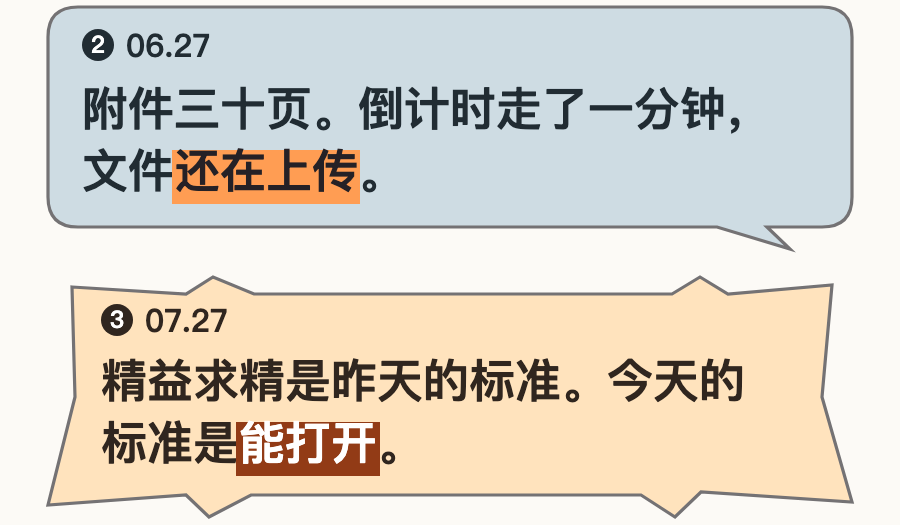 2 06.27
附件三十页。倒计时走了一分钟，
文件还在上传。
3 07.27
精益求精是昨天的标准。今天的
标准是能打开。